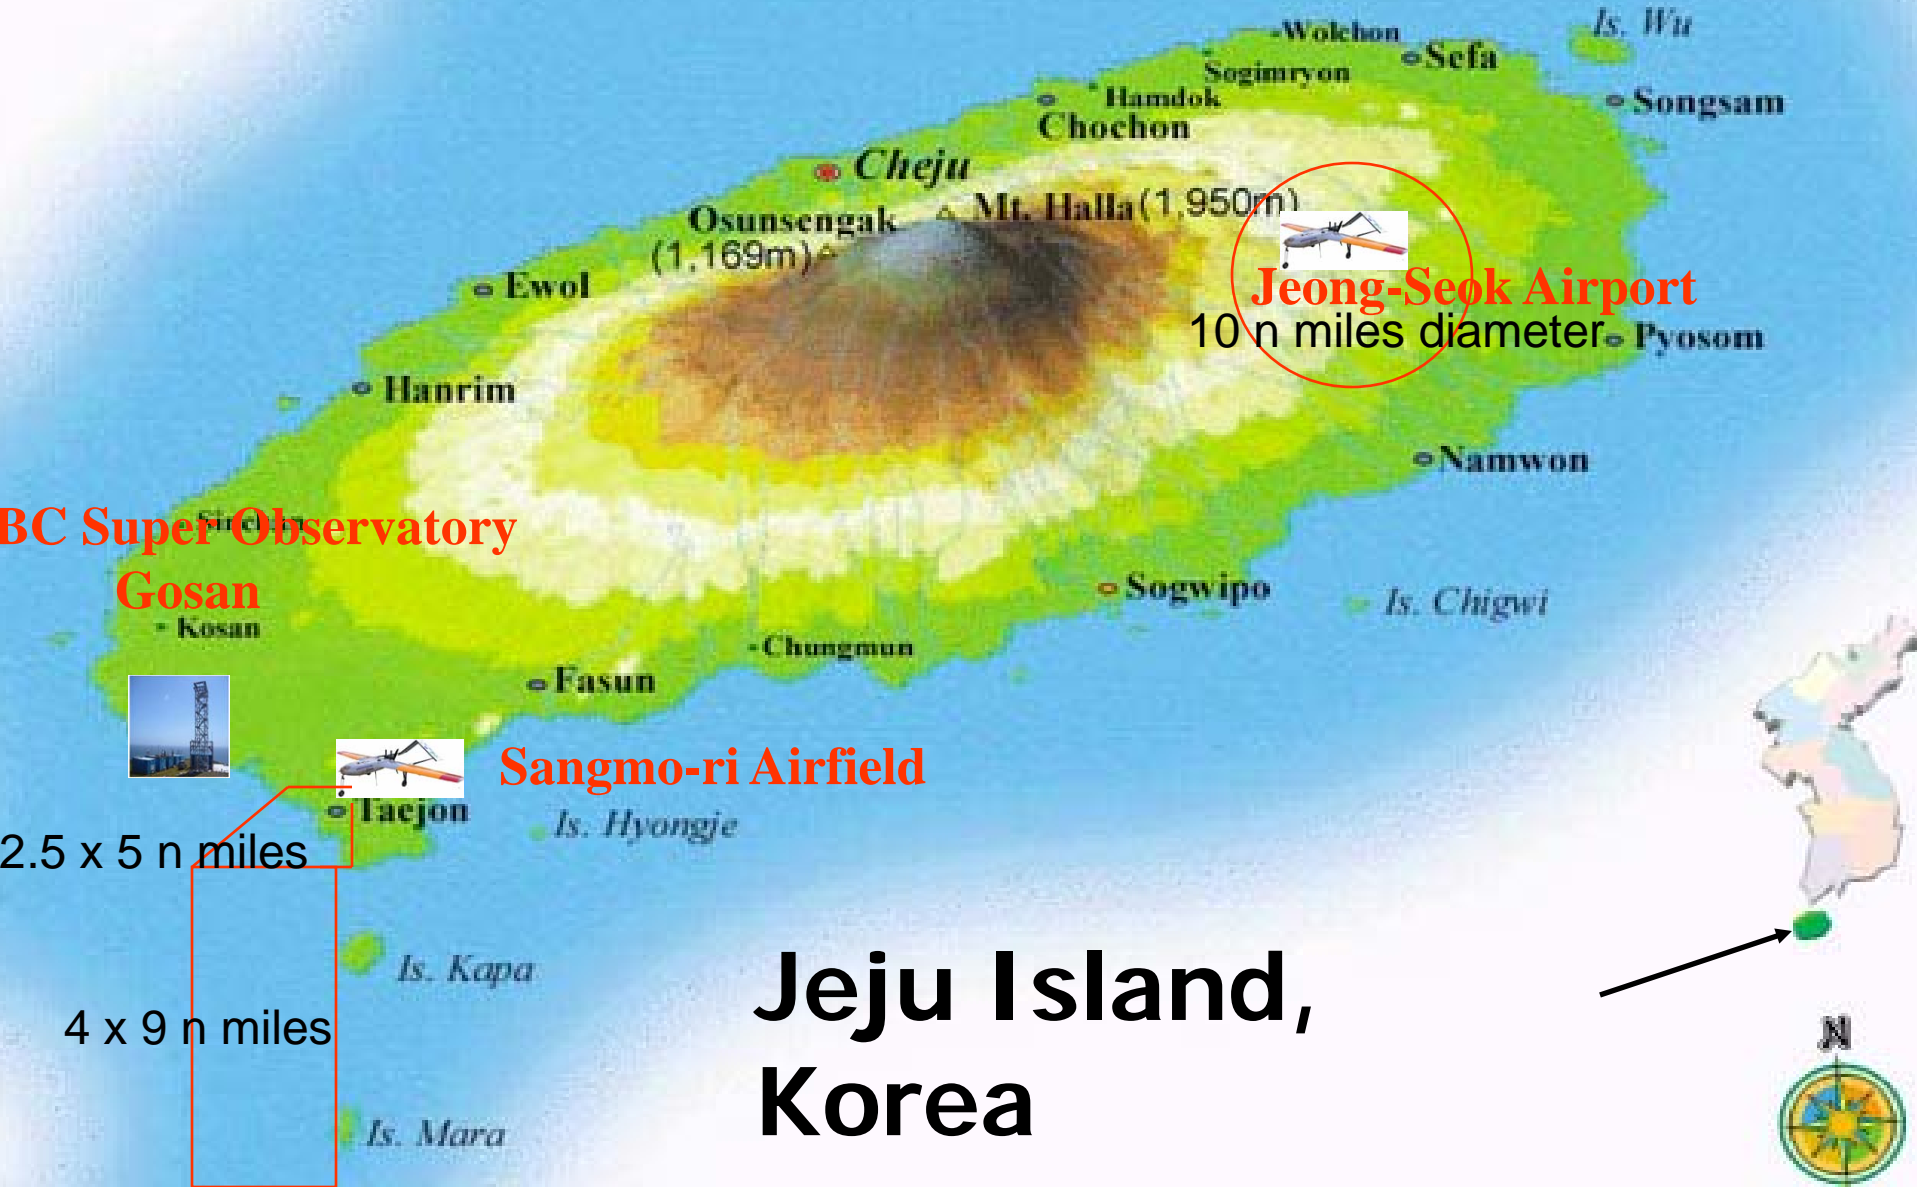 Is. Wu
Wolchon
Sefa
Sogimryon
Hamdok
Songsam
Chochon
Cheju
Mt. Halla (1,950m)
Osunsengak
(1,169m)
Ewol
Jeong-Seok Airport
10 n miles diameter
Pyosom
Hanrim
Namwon
BC Super Observatory
Gosan
Kosan
Sogwipo
Is. Chigwi
Chungmun
Fasun
Sangmo-ri Airfield
Taejon
Is. Hyongje
2.5 x 5 n miles
Is. Kapa
4 x 9 n miles
Is. Mara
Jeju Island,
Korea
N